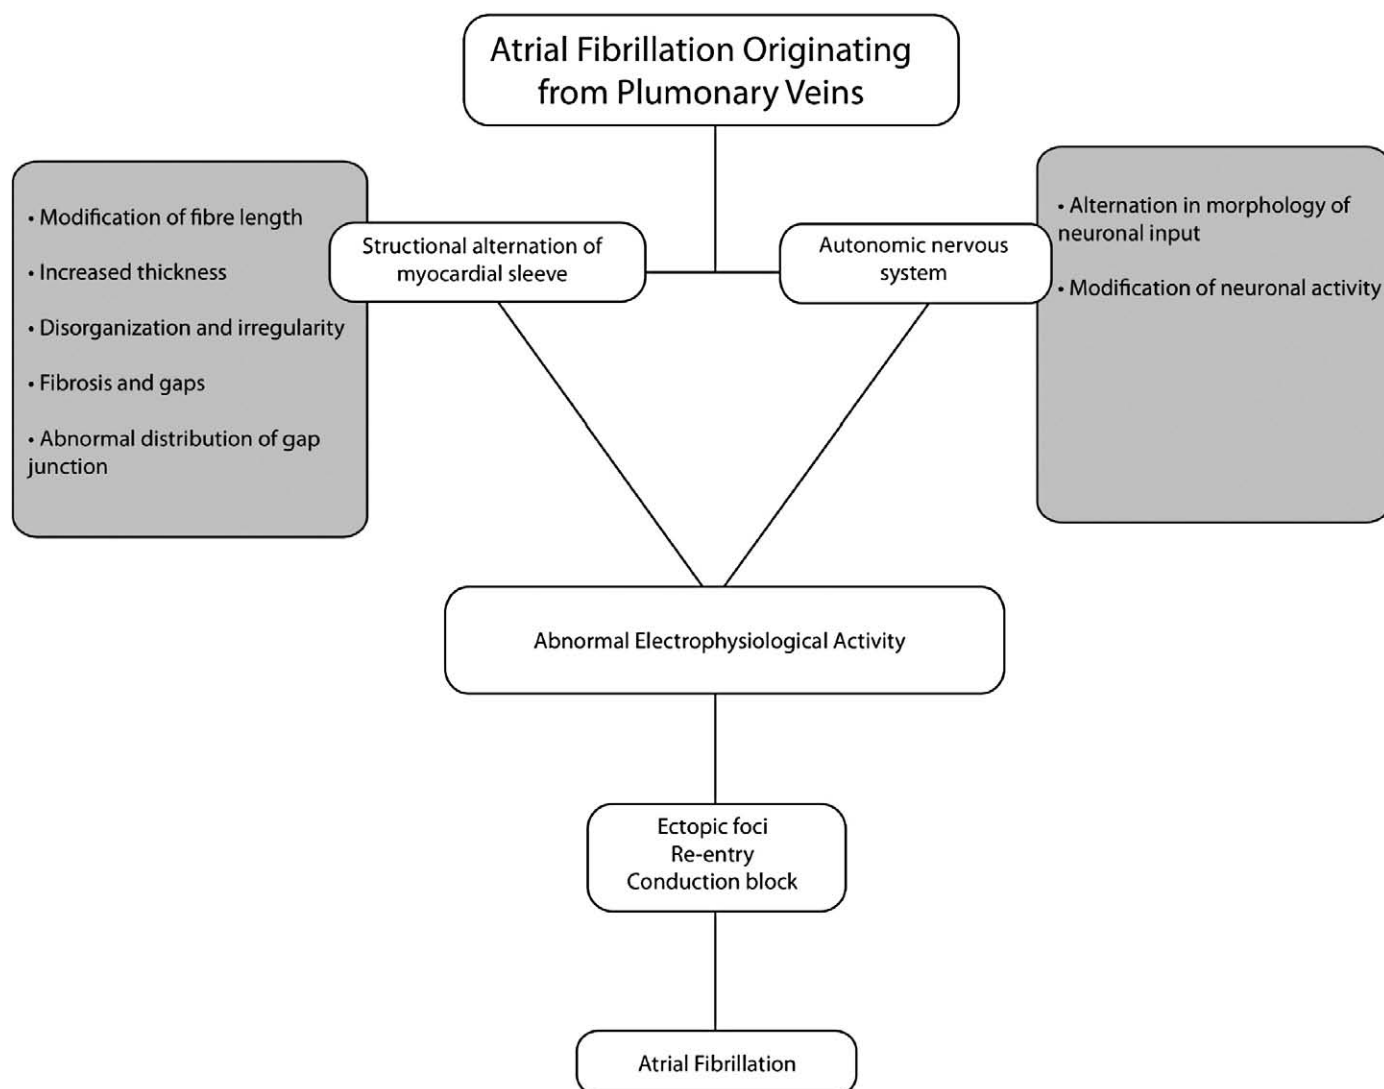 Atrial Fibrillation Originating
from Plumonary Veins
• Modification of fibre length
• Increased thickness
• Disorganization and irregularity
• Fibrosis and gaps
• Abnormal distribution of gap
junction
Structional alternation of
myocardial sleeve
Autonomic nervous
system
• Alternation in morphology of
neuronal input
• Modification of neuronal activity
Abnormal Electrophysiological Activity
Ectopic foci
Re-entry
Conduction block
Atrial Fibrillation